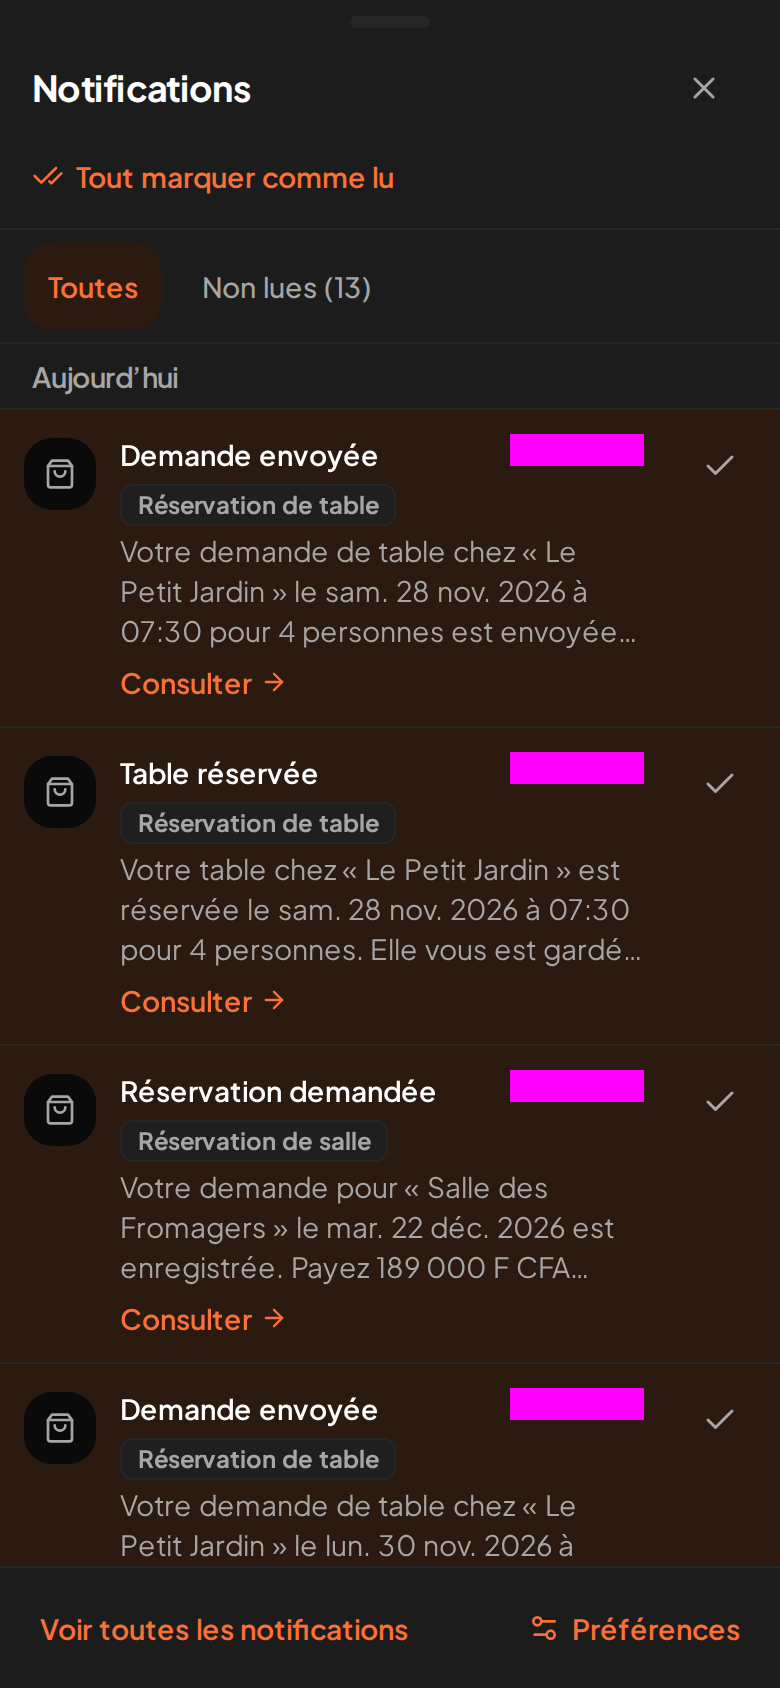 Notifications
Tout marquer comme lu
Toutes
Non lues (13)
Aujourd’hui
Demande envoyée
Réservation de table
Votre demande de table chez « Le
Petit Jardin » le sam. 28 nov. 2026 à
07:30 pour 4 personnes est envoyée…
Consulter
Table réservée
Réservation de table
Votre table chez « Le Petit Jardin » est
réservée le sam. 28 nov. 2026 à 07:30
pour 4 personnes. Elle vous est gardé…
Consulter
Réservation demandée
Réservation de salle
Votre demande pour « Salle des
Fromagers » le mar. 22 déc. 2026 est
enregistrée. Payez 189 000 F CFA…
Consulter
Demande envoyée
Réservation de table
Votre demande de table chez « Le
Petit Jardin » le lun. 30 nov. 2026 à
Voir toutes les notifications
Préférences